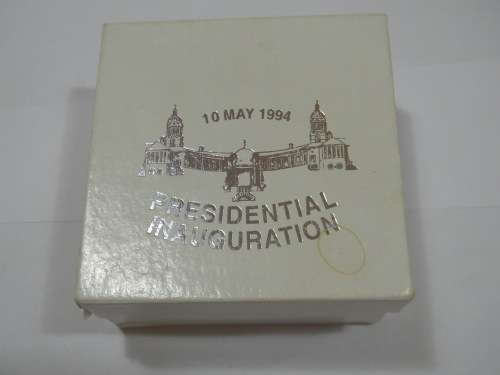 10 MAY 1994
PRESIDENTIAL
INAUGURATION